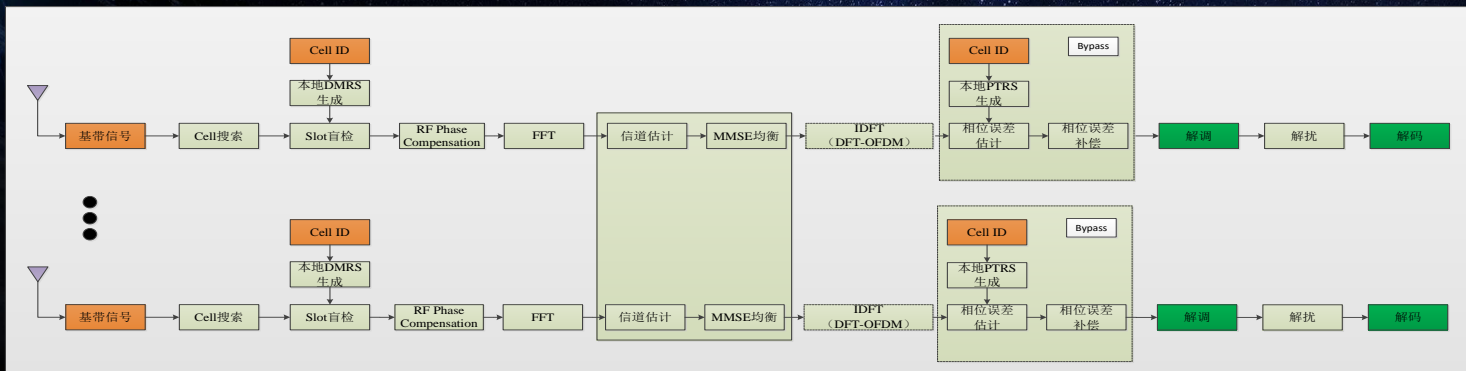 Cell ID
本地DMRS
生成
基带信号
Cell搜索
Slot盲检
RF Phase
Compensation
FFT
信道估计
MMSE均衡
IDFT
（DFT-OFDM）
Cell ID
Bypass
本地PTRS
生成
相位误差
估计
相位误差
补偿
解调
解扰
解码
Cell ID
本地DMRS
生成
基带信号
Cell搜索
Slot盲检
RF Phase
Compensation
FFT
信道估计
MMSE均衡
IDFT
（DFT-OFDM）
Cell ID
Bypass
本地PTRS
生成
相位误差
估计
相位误差
补偿
解调
解扰
解码